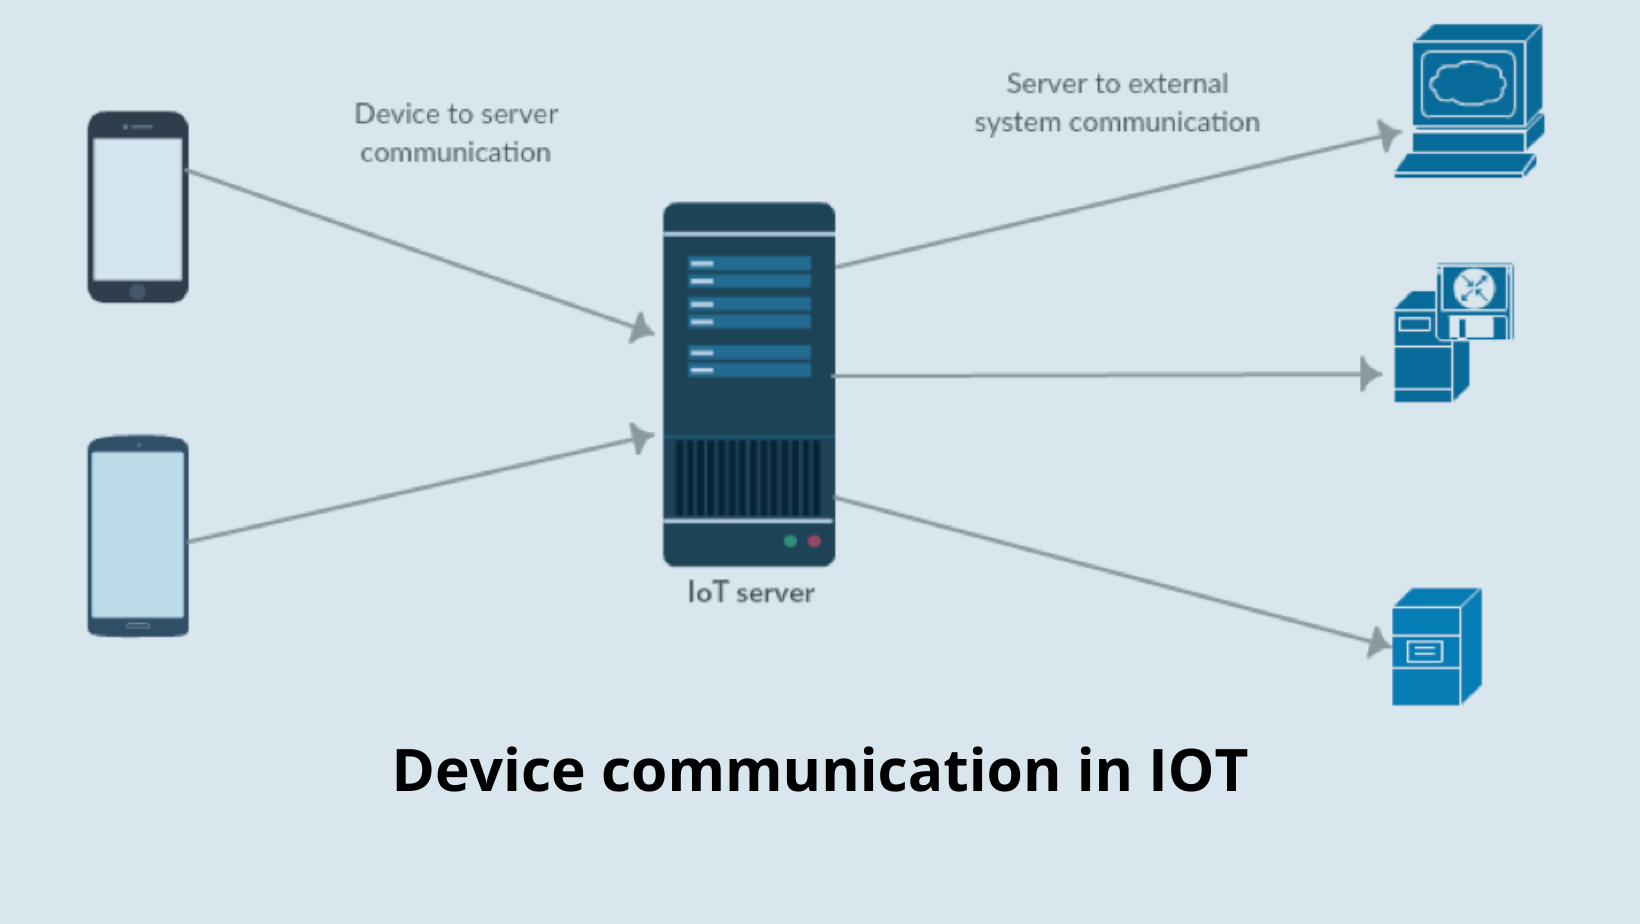 Device to server
communication
Server to external
system communication
IoT server
Device communication in IOT